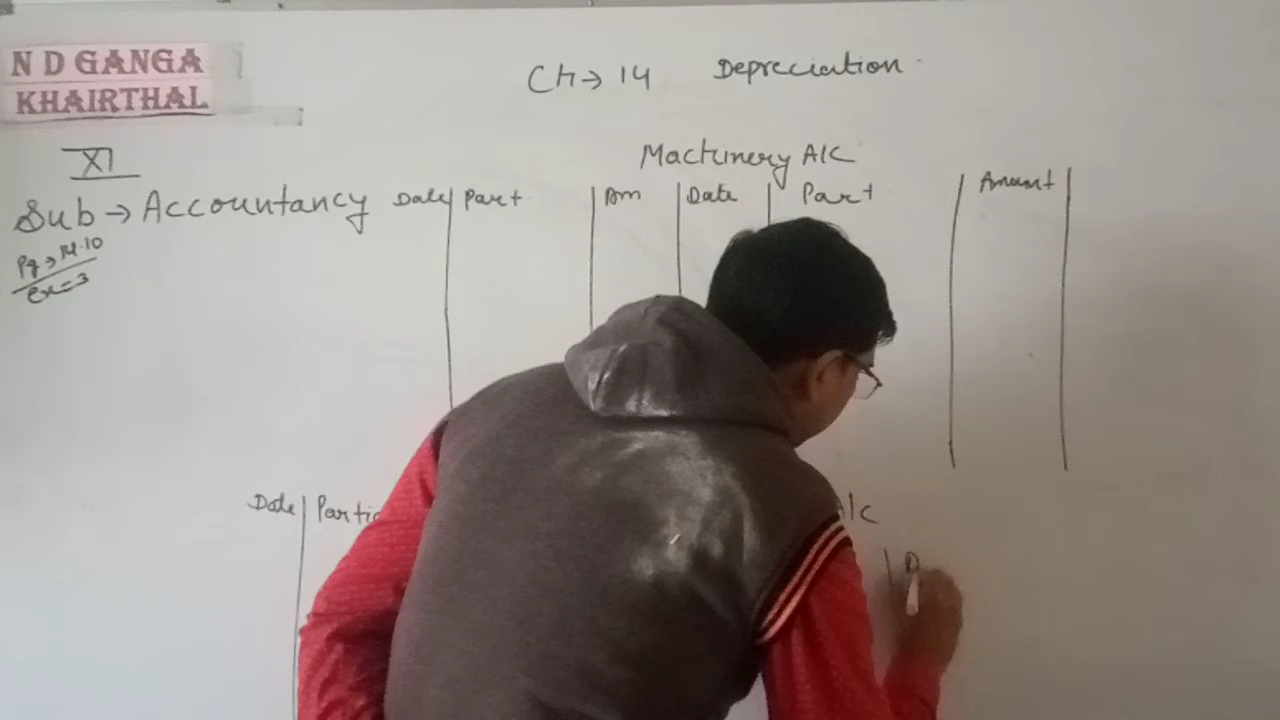 N D GANGA
KHAIRTHAL
Ch → 14 Depreciation
XI
Sub → Accountancy
Pg → 14.10
ex = 3
Machinery A/C
Date Part Am Date Part Amount
Date Partic
A/c
D